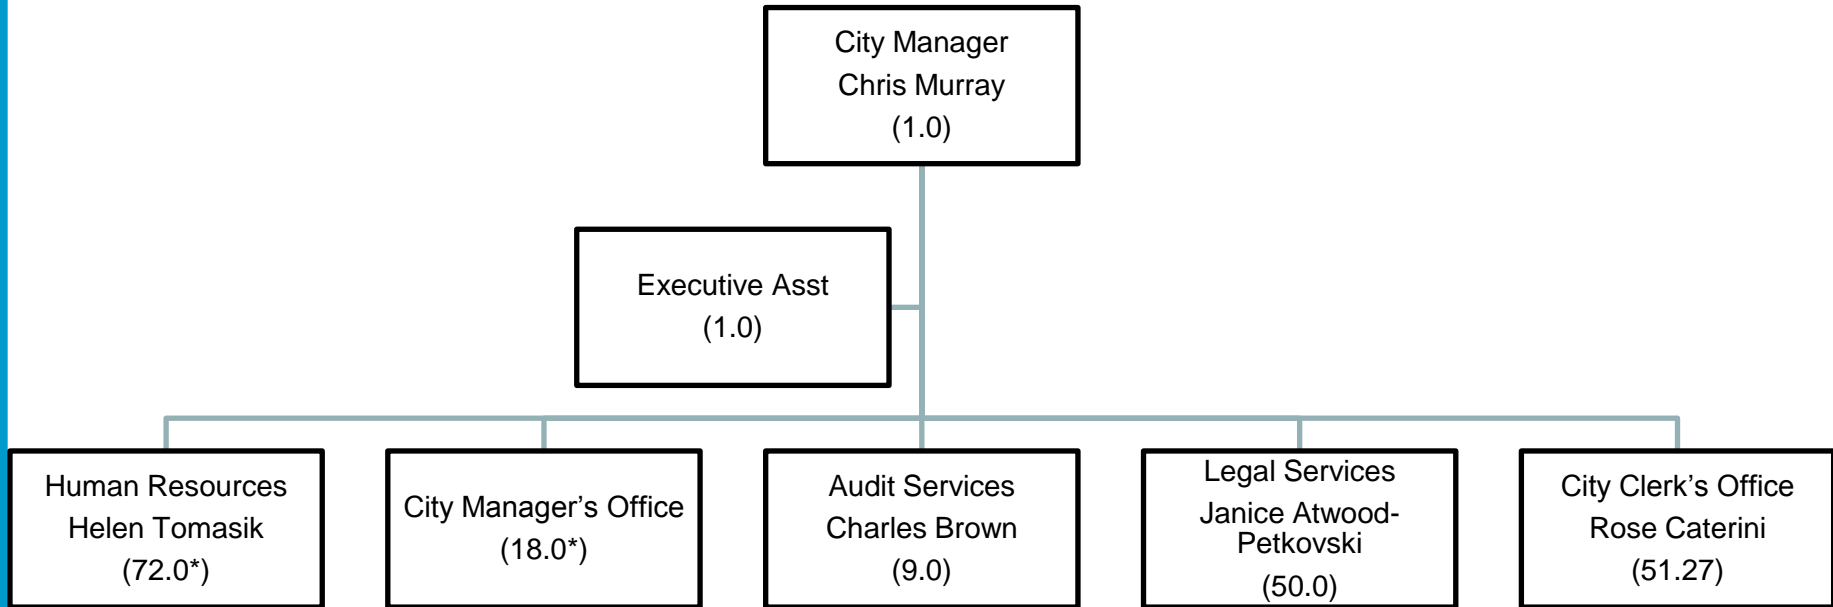 City Manager
Chris Murray
(1.0)
Executive Asst
(1.0)
Human Resources
Helen Tomasik
(72.0*)
City Manager’s Office
(18.0*)
Audit Services
Charles Brown
(9.0)
Legal Services
Janice Atwood-
Petkovski
(50.0)
City Clerk’s Office
Rose Caterini
(51.27)